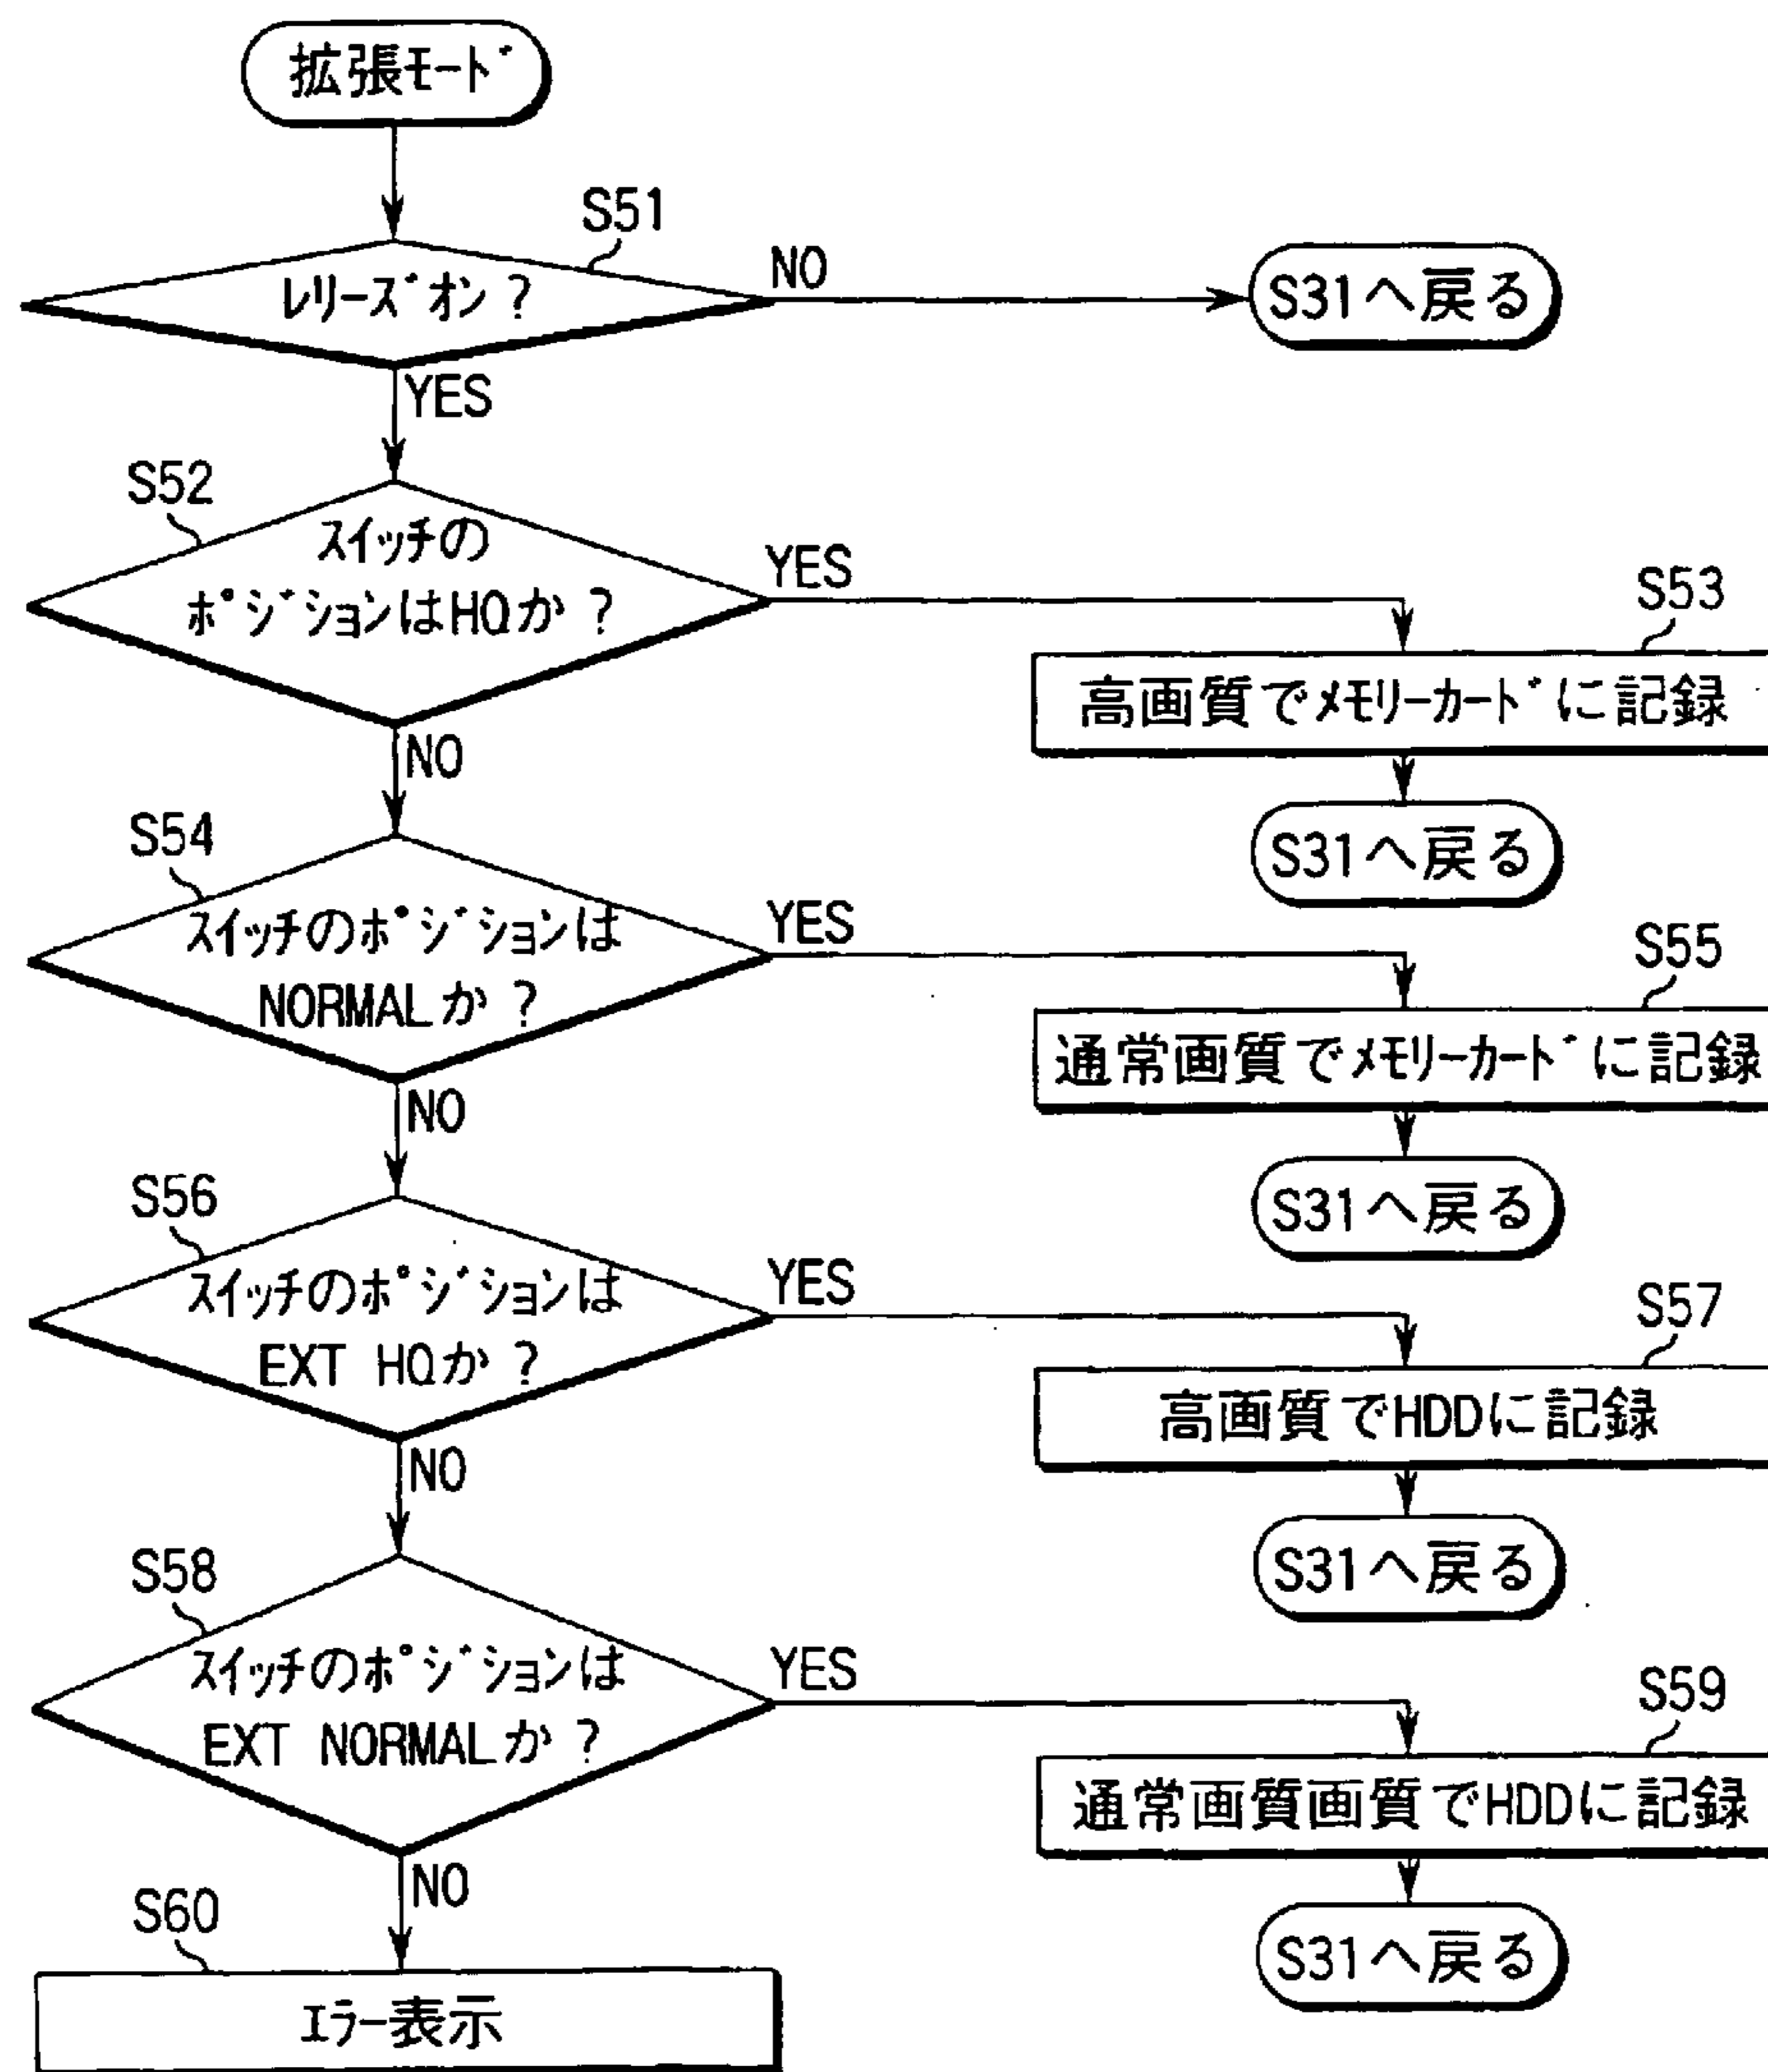 拡張ﾓｰﾄﾞ
S51
ﾚﾘｰｽﾞｵﾝ？
NO
S31へ戻る
YES
S52
ｽｲｯﾁの
ﾎﾟｼﾞｼｮﾝはHQか？
YES
S53
高画質でﾒﾓﾘｰｶｰﾄﾞに記録
S31へ戻る
NO
S54
ｽｲｯﾁのﾎﾟｼﾞｼｮﾝは
NORMALか？
YES
S55
通常画質でﾒﾓﾘｰｶｰﾄﾞに記録
S31へ戻る
NO
S56
ｽｲｯﾁのﾎﾟｼﾞｼｮﾝは
EXT HQか？
YES
S57
高画質でHDDに記録
S31へ戻る
NO
S58
ｽｲｯﾁのﾎﾟｼﾞｼｮﾝは
EXT NORMALか？
YES
S59
通常画質画質でHDDに記録
S31へ戻る
NO
S60
ｴﾗｰ表示